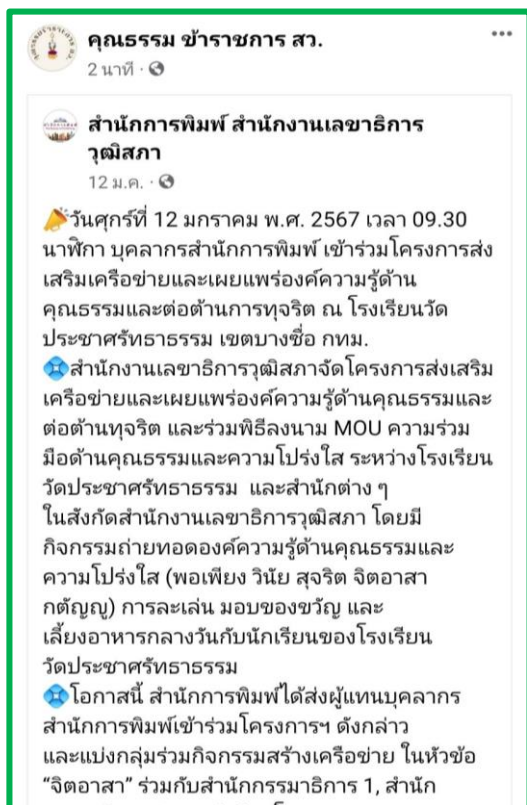 คุณธรรม ข้าราชการ สว.
2 นาที ·
สำนักการพิมพ์ สำนักงานเลขาธิการ
วุฒิสภา
12 ม.ค. ·
วันศุกร์ที่ 12 มกราคม พ.ศ. 2567 เวลา 09.30
นาฬิกา บุคลากรสำนักการพิมพ์ เข้าร่วมโครงการส่ง
เสริมเครือข่ายและเผยแพร่องค์ความรู้ด้าน
คุณธรรมและต่อต้านการทุจริต ณ โรงเรียนวัด
ประชาศรัทธาธรรม เขตบางซื่อ กทม.
สำนักงานเลขาธิการวุฒิสภาจัดโครงการส่งเสริม
เครือข่ายและเผยแพร่องค์ความรู้ด้านคุณธรรมและ
ต่อต้านทุจริต และร่วมพิธีลงนาม MOU ความร่วม
มือด้านคุณธรรมและความโปร่งใส ระหว่างโรงเรียน
วัดประชาศรัทธาธรรม และสำนักต่าง ๆ
ในสังกัดสำนักงานเลขาธิการวุฒิสภา โดยมี
กิจกรรมถ่ายทอดองค์ความรู้ด้านคุณธรรมและ
ความโปร่งใส (พอเพียง วินัย สุจริต จิตอาสา
กตัญญู) การละเล่น มอบของขวัญ และ
เลี้ยงอาหารกลางวันกับนักเรียนของโรงเรียน
วัดประชาศรัทธาธรรม
โอกาสนี้ สำนักการพิมพ์ได้ส่งผู้แทนบุคลากร
สำนักการพิมพ์เข้าร่วมโครงการฯ ดังกล่าว
และแบ่งกลุ่มร่วมกิจกรรมสร้างเครือข่าย ในหัวข้อ
“จิตอาสา” ร่วมกับสำนักกรรมาธิการ 1, สำนัก